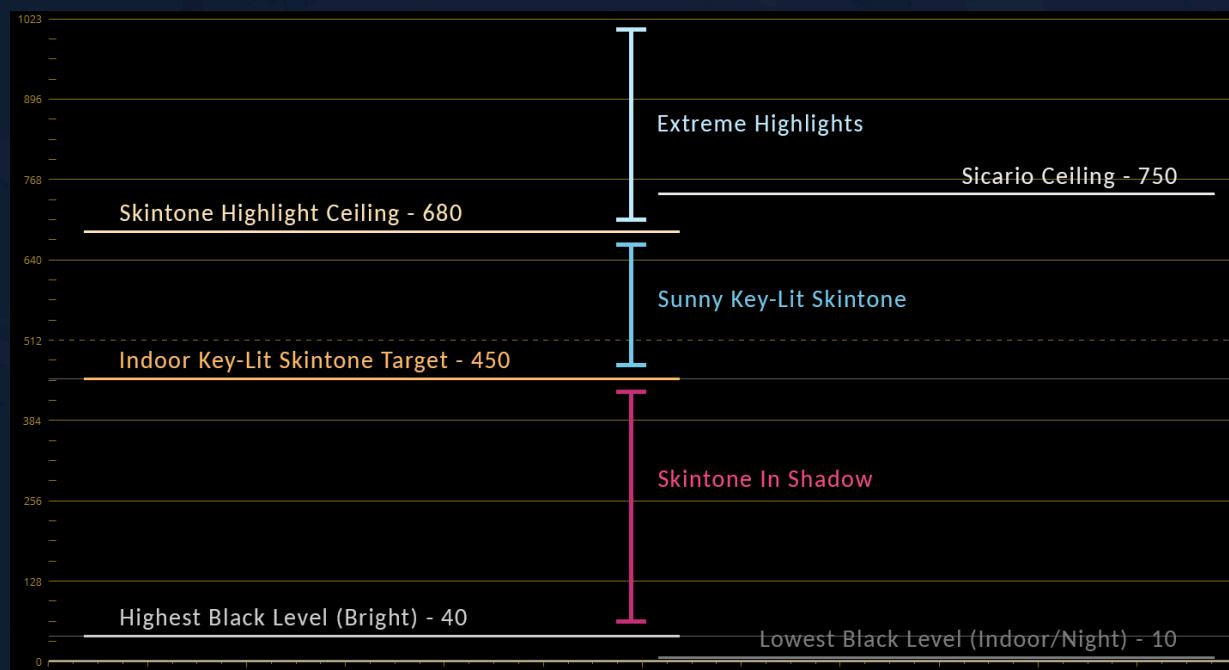 1023
896
Extreme Highlights
768
Sicario Ceiling - 750
Skintone Highlight Ceiling - 680
640
Sunny Key-Lit Skintone
512
Indoor Key-Lit Skintone Target - 450
384
Skintone In Shadow
256
128
Highest Black Level (Bright) - 40
Lowest Black Level (Indoor/Night) - 10
0